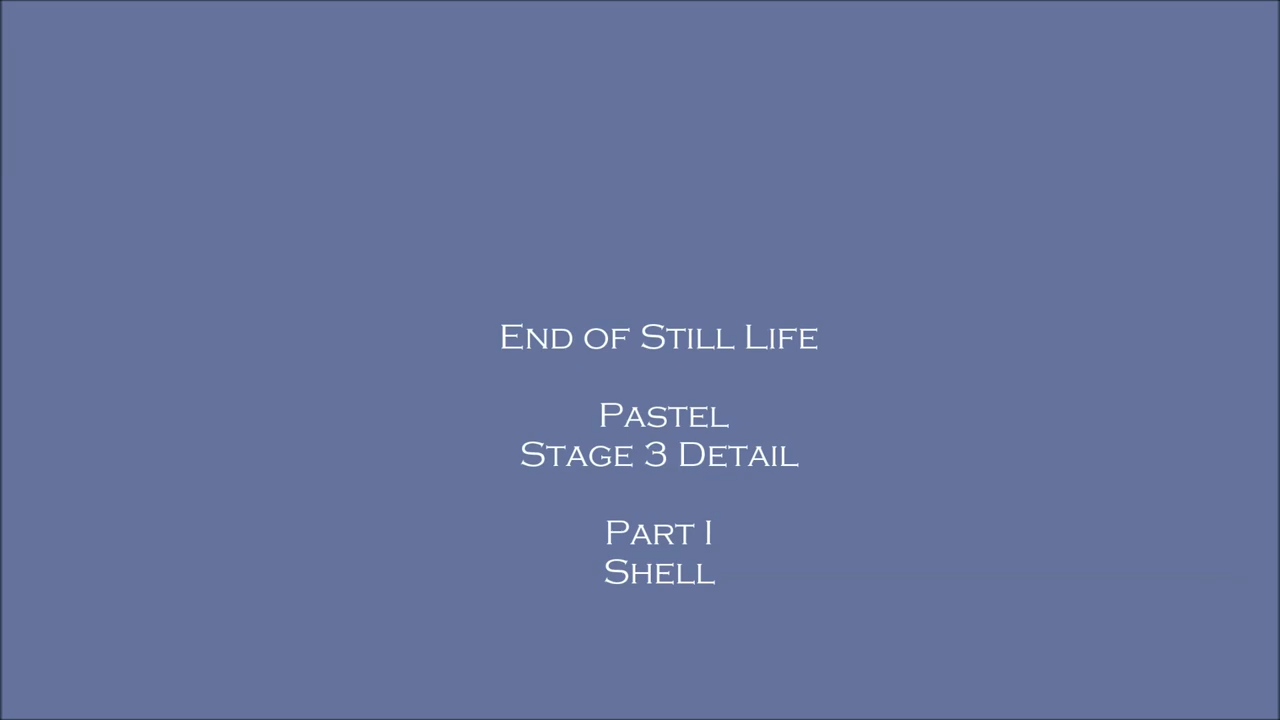 End of Still Life
Pastel
Stage 3 Detail
Part I
Shell